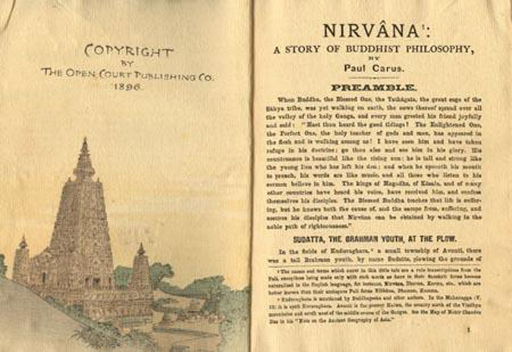 COPYRIGHT
BY
THE OPEN COURT PUBLISHING CO.
1896.
NIRVÂNA¹:
A STORY OF BUDDHIST PHILOSOPHY,
BY
Paul Carus.
PREAMBLE.
When Buddha, the Blessed One, the Tathâgata, the great sage of the
Sâkya tribe, was yet walking on earth, the news thereof spread over all
the valley of the holy Ganga, and every man greeted his friend joyfully
and said: "Hast thou heard the good tidings? The Enlightened One,
the Perfect One, the holy teacher of gods and men, has appeared in
the flesh and is walking among us! I have seen him and have taken
refuge in his doctrine; go thou also and see him in his glory. His
countenance is beautiful like the rising sun; he is tall and strong like
the young lion who has left his den; and when he openeth his mouth
to preach, his words are like music, and all those who listen to his
sermon believe in him. The kings of Magadha, of Kôsala, and of many
other countries have heard his voice, have received him, and confess
themselves his disciples. The Blessed Buddha teaches that life is suffer-
ing, but he knows both the cause of, and the escape from, suffering, and
assures his disciples that Nirvâna can be obtained by walking in the
noble path of righteousness."
SUDATTA, THE BRAHMAN YOUTH, AT THE PLOW.
In the fields of Kuduraghara,² a small township of Avanti, there
was a tall Brahman youth, by name Sudatta, plowing the grounds of
¹ The names and terms which occur in this little tale are a rule transcriptions from the
Pali, exceptions being made only with such words as have in their Sanskrit forms become
naturalised in the English language, for instance, Nirvâna, Dharma, Karma, etc., which are
better known than their analogous Pali forms Nibbâna, Dhamma, Kamma.
² Kuduraghara is mentioned by Buddhaghosa and other authors. In the Mahavagga (V,
13) it is spelt Kuraraghara. Avanti is the present Malwa, the country north of the Vindhya
mountains and north west of the middle course of the Ganges. See the Map of Nobin Chandra
Das in his "Note on the Ancient Geography of Asia."
1